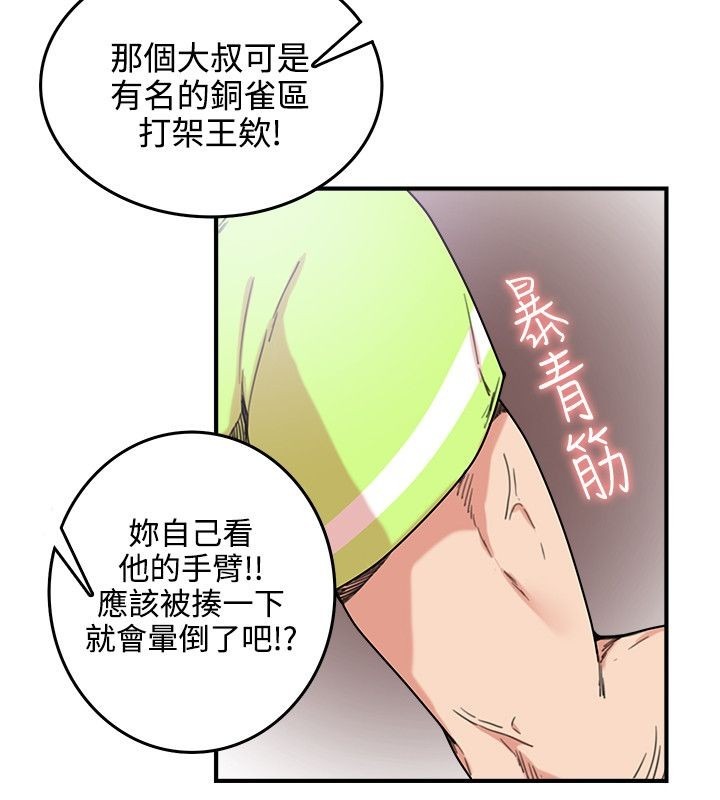 那個大叔可是
有名的銅雀區
打架王欸!
暴青筋
妳自己看
他的手臂!!
應該被揍一下
就會暈倒了吧!?